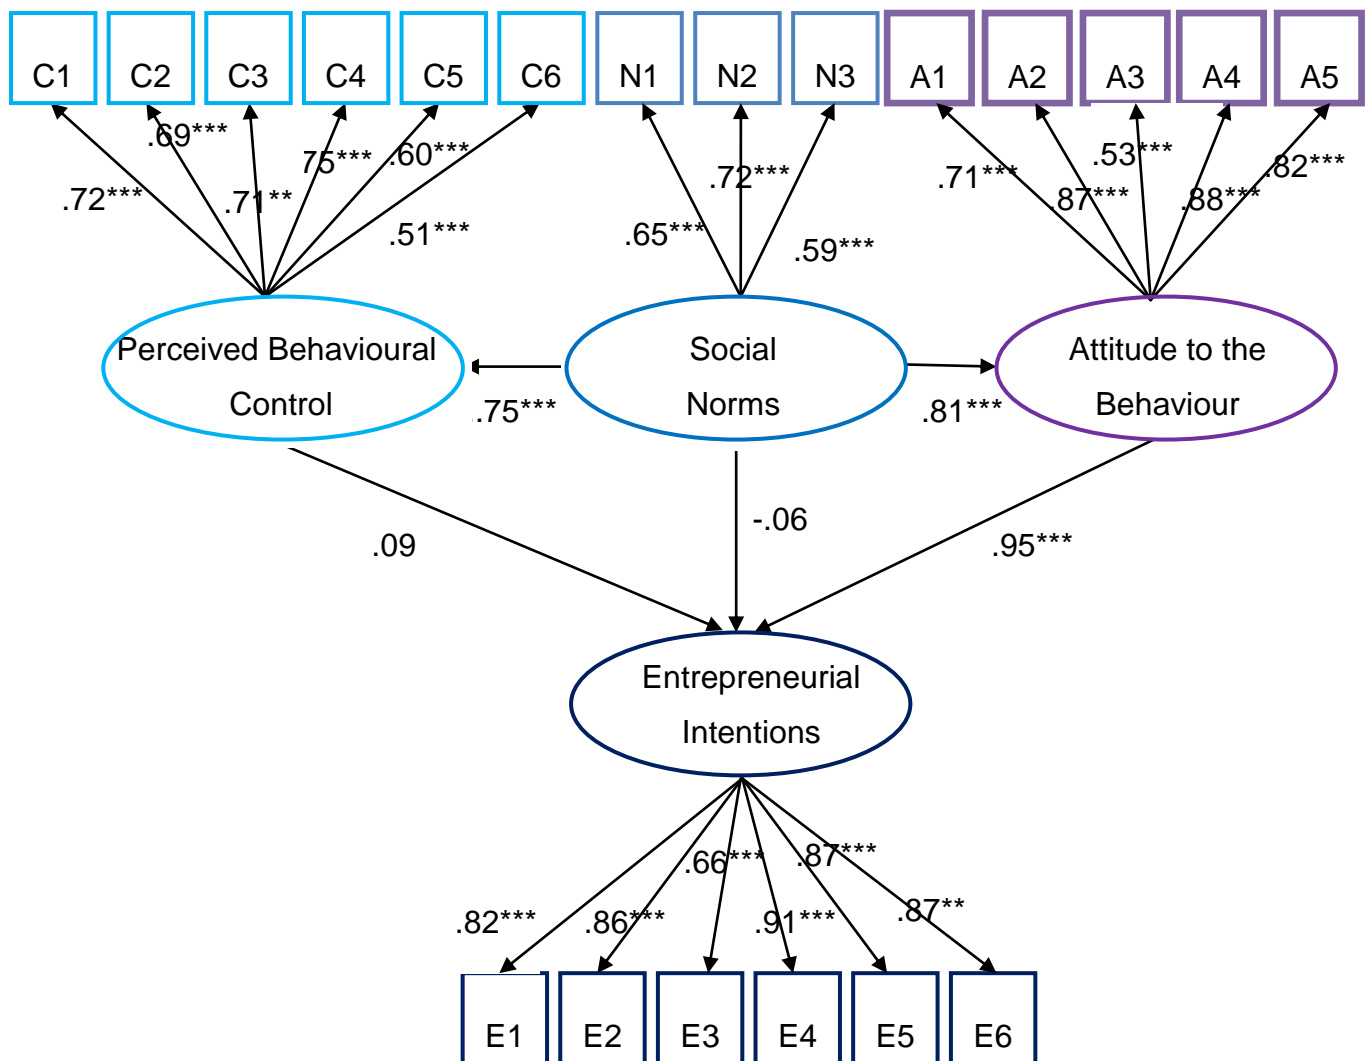 C1 C2 C3 C4 C5 C6 N1 N2 N3 A1 A2 A3 A4 A5
.69*** 75*** .60*** .53*** .82***
.72*** .71** .72*** .71*** .87*** .88***
.51*** .65*** .59***
Perceived Behavioural
Control
Social
Norms
Attitude to the
Behaviour
.75*** .81***
.09 -.06 .95***
Entrepreneurial
Intentions
.66*** .87***
.82*** .86*** .91*** .87**
E1 E2 E3 E4 E5 E6